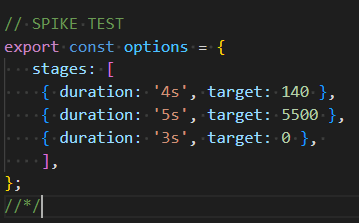 // SPIKE TEST
export const options = {
    stages: [
     { duration: '4s', target: 140 },
     { duration: '5s', target: 5500 },
     { duration: '3s', target: 0 },
     ],
};
//*/